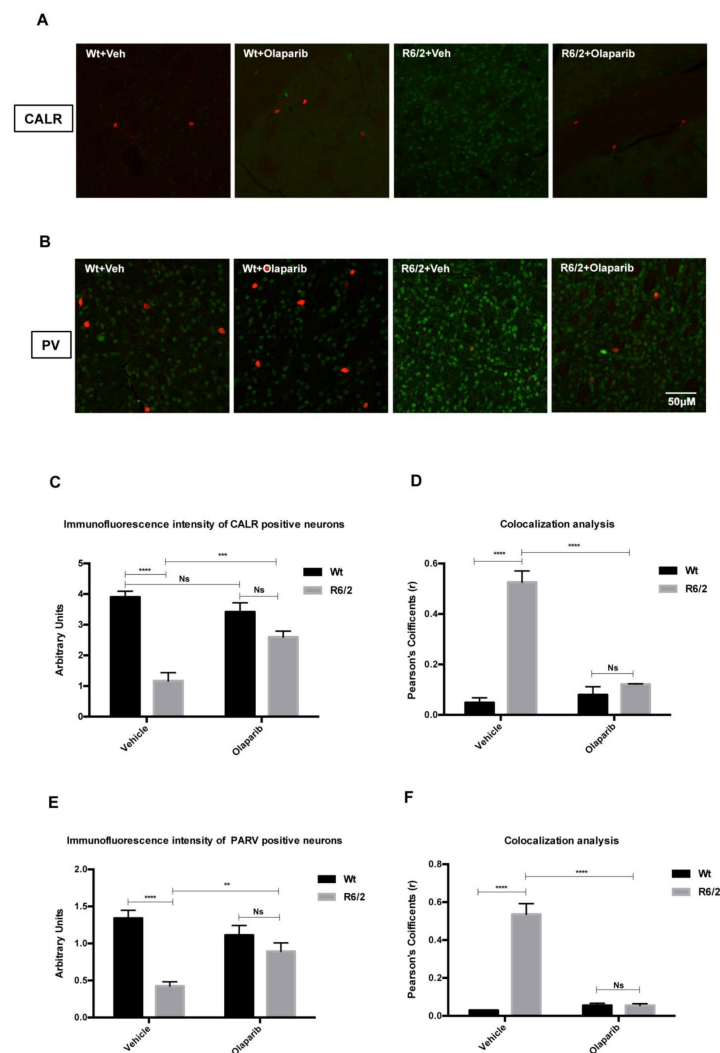 A
Wt+Veh
Wt+Olaparib
R6/2+Veh
R6/2+Olaparib
CALR
B
Wt+Veh
Wt+Olaparib
R6/2+Veh
R6/2+Olaparib
PV
50µM
C
Immunofluorescence intensity of CALR positive neurons
****
***
Ns
Ns
Wt
R6/2
Arbitrary Units
5
4
3
2
1
0
Vehicle
Olaparib
D
Colocalization analysis
****
****
Ns
Wt
R6/2
Pearson's Coifficents (r)
0.6
0.4
0.2
0.0
Vehicle
Olaparib
E
Immunofluorescence intensity of PARV positive neurons
****
**
Ns
Wt
R6/2
Arbitrary Units
2.0
1.5
1.0
0.5
0.0
Vehicle
Olaparib
F
Colocalization analysis
****
****
Ns
Wt
R6/2
Pearson's Coifficents (r)
0.8
0.6
0.4
0.2
0.0
Vehicle
Olaparib